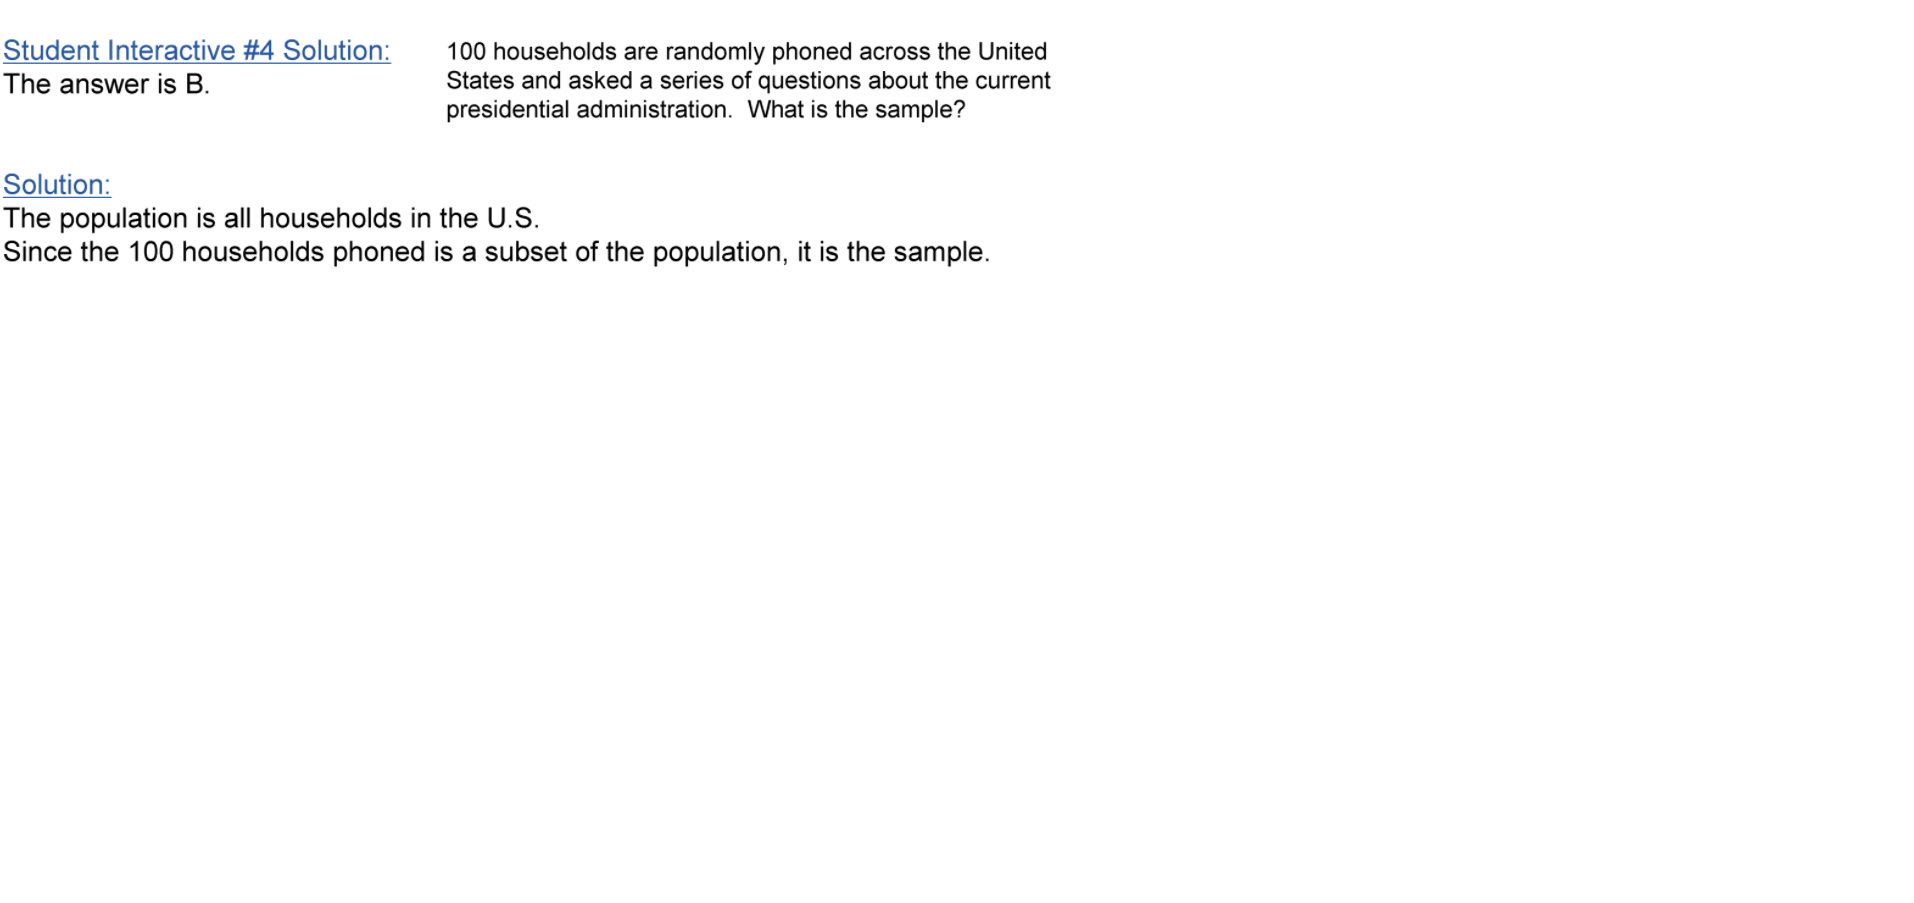 Student Interactive #4 Solution:
The answer is B.
100 households are randomly phoned across the United
States and asked a series of questions about the current
presidential administration.  What is the sample?
Solution:
The population is all households in the U.S.
Since the 100 households phoned is a subset of the population, it is the sample.